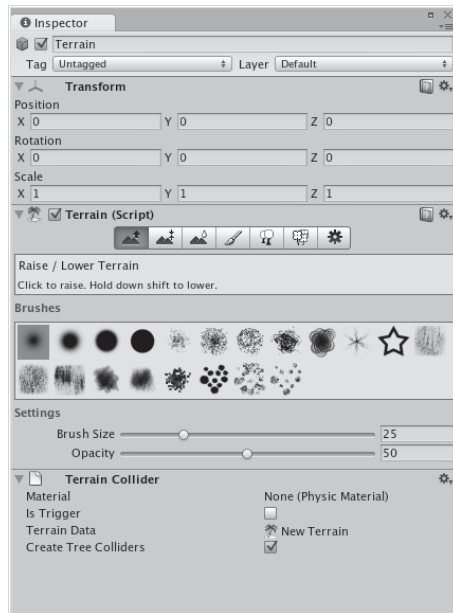 Inspector
Terrain
Tag Untagged Layer Default
Transform
Position
X 0 Y 0 Z 0
Rotation
X 0 Y 0 Z 0
Scale
X 1 Y 1 Z 1
Terrain (Script)
Raise / Lower Terrain
Click to raise. Hold down shift to lower.
Brushes
Settings
Brush Size 25
Opacity 50
Terrain Collider
Material None (Physic Material)
Is Trigger
Terrain Data New Terrain
Create Tree Colliders